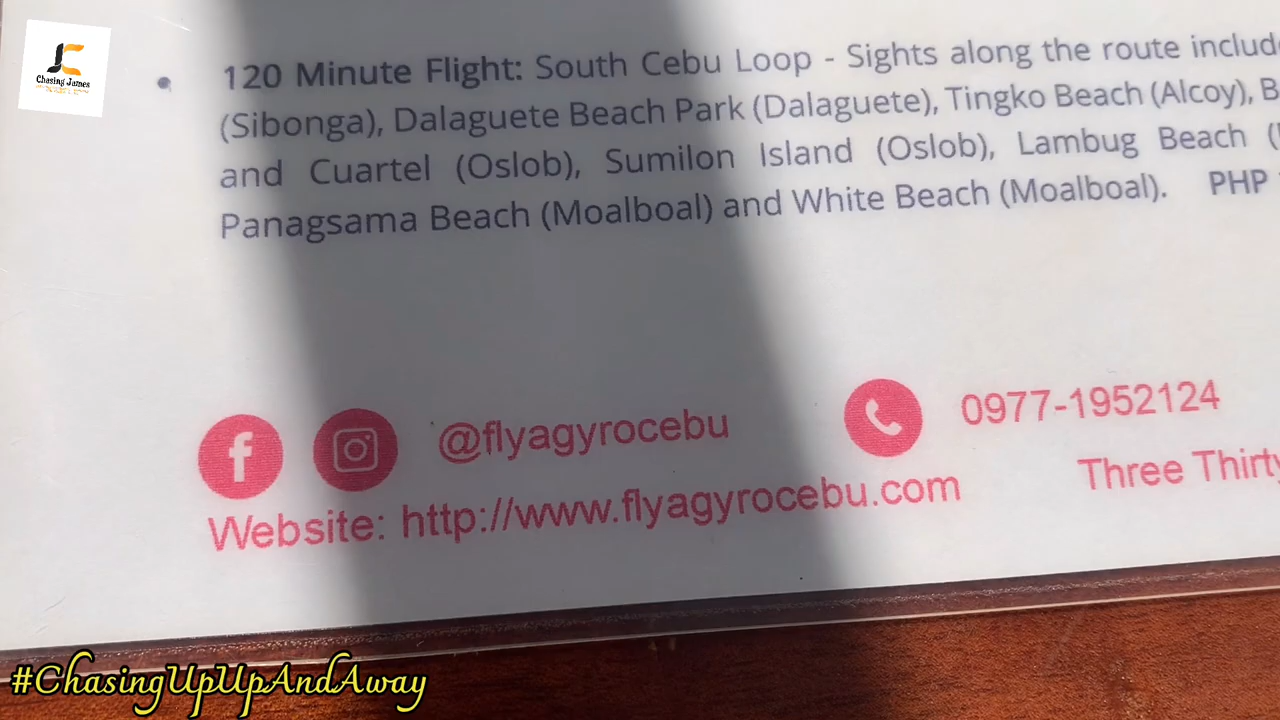 Chasing James
120 Minute Flight: South Cebu Loop - Sights along the route includ
(Sibonga), Dalaguete Beach Park (Dalaguete), Tingko Beach (Alcoy), B
and Cuartel (Oslob), Sumilon Island (Oslob), Lambug Beach (
Panagsama Beach (Moalboal) and White Beach (Moalboal). PHP
@flyagyrocebu
0977-1952124
Website: http://www.flyagyrocebu.com
Three Thirty
#ChasingUpUpAndAway